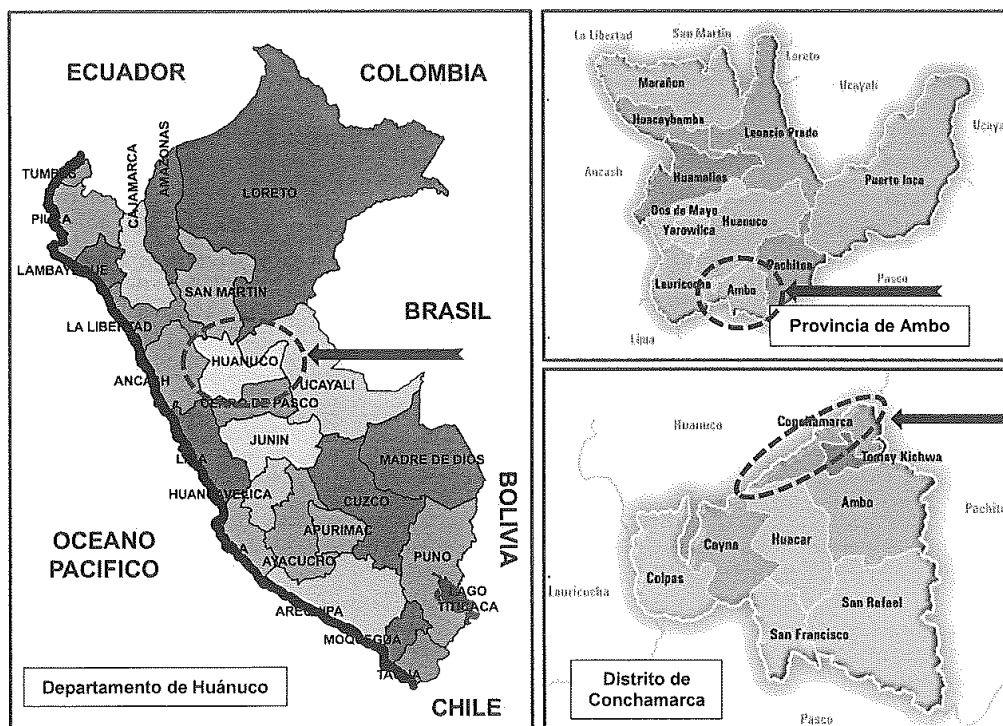 ECUADOR
COLOMBIA
TUMBES
CAJAMARCA
AMAZONAS
LORETO
PIURA
LAMBAYEQUE
SAN MARTIN
LA LIBERTAD
BRASIL
HUANUCO
ANCASH
UCAYALI
CERRO DE PASCO
JUNIN
LIMA
MADRE DE DIOS
HUANCAVELICA
CUZCO
BOLIVIA
APURIMAC
OCEANO
PACIFICO
PUNO
AYACUCHO
LAGO
TITICACA
AREQUIPA
MOQUEGUA
TACNA
Departamento de Huánuco
CHILE
La Libertad
San Martín
Loreto
Marañon
Ucayali
Huacaybamba
Leoncio Prado
Ucaya
Ancash
Huamalies
Puerto Inca
Dos de Mayo
Huanuco
Yarowilca
Pachitea
Lauricocha
Ambo
Pasco
Lima
Provincia de Ambo
Huanuco
Conchamarca
Tomay Kichwa
Ambo
Pachite
Cayna
Huacar
Colpas
Lauricocha
San Rafael
San Francisco
Distrito de
Conchamarca
Pasco